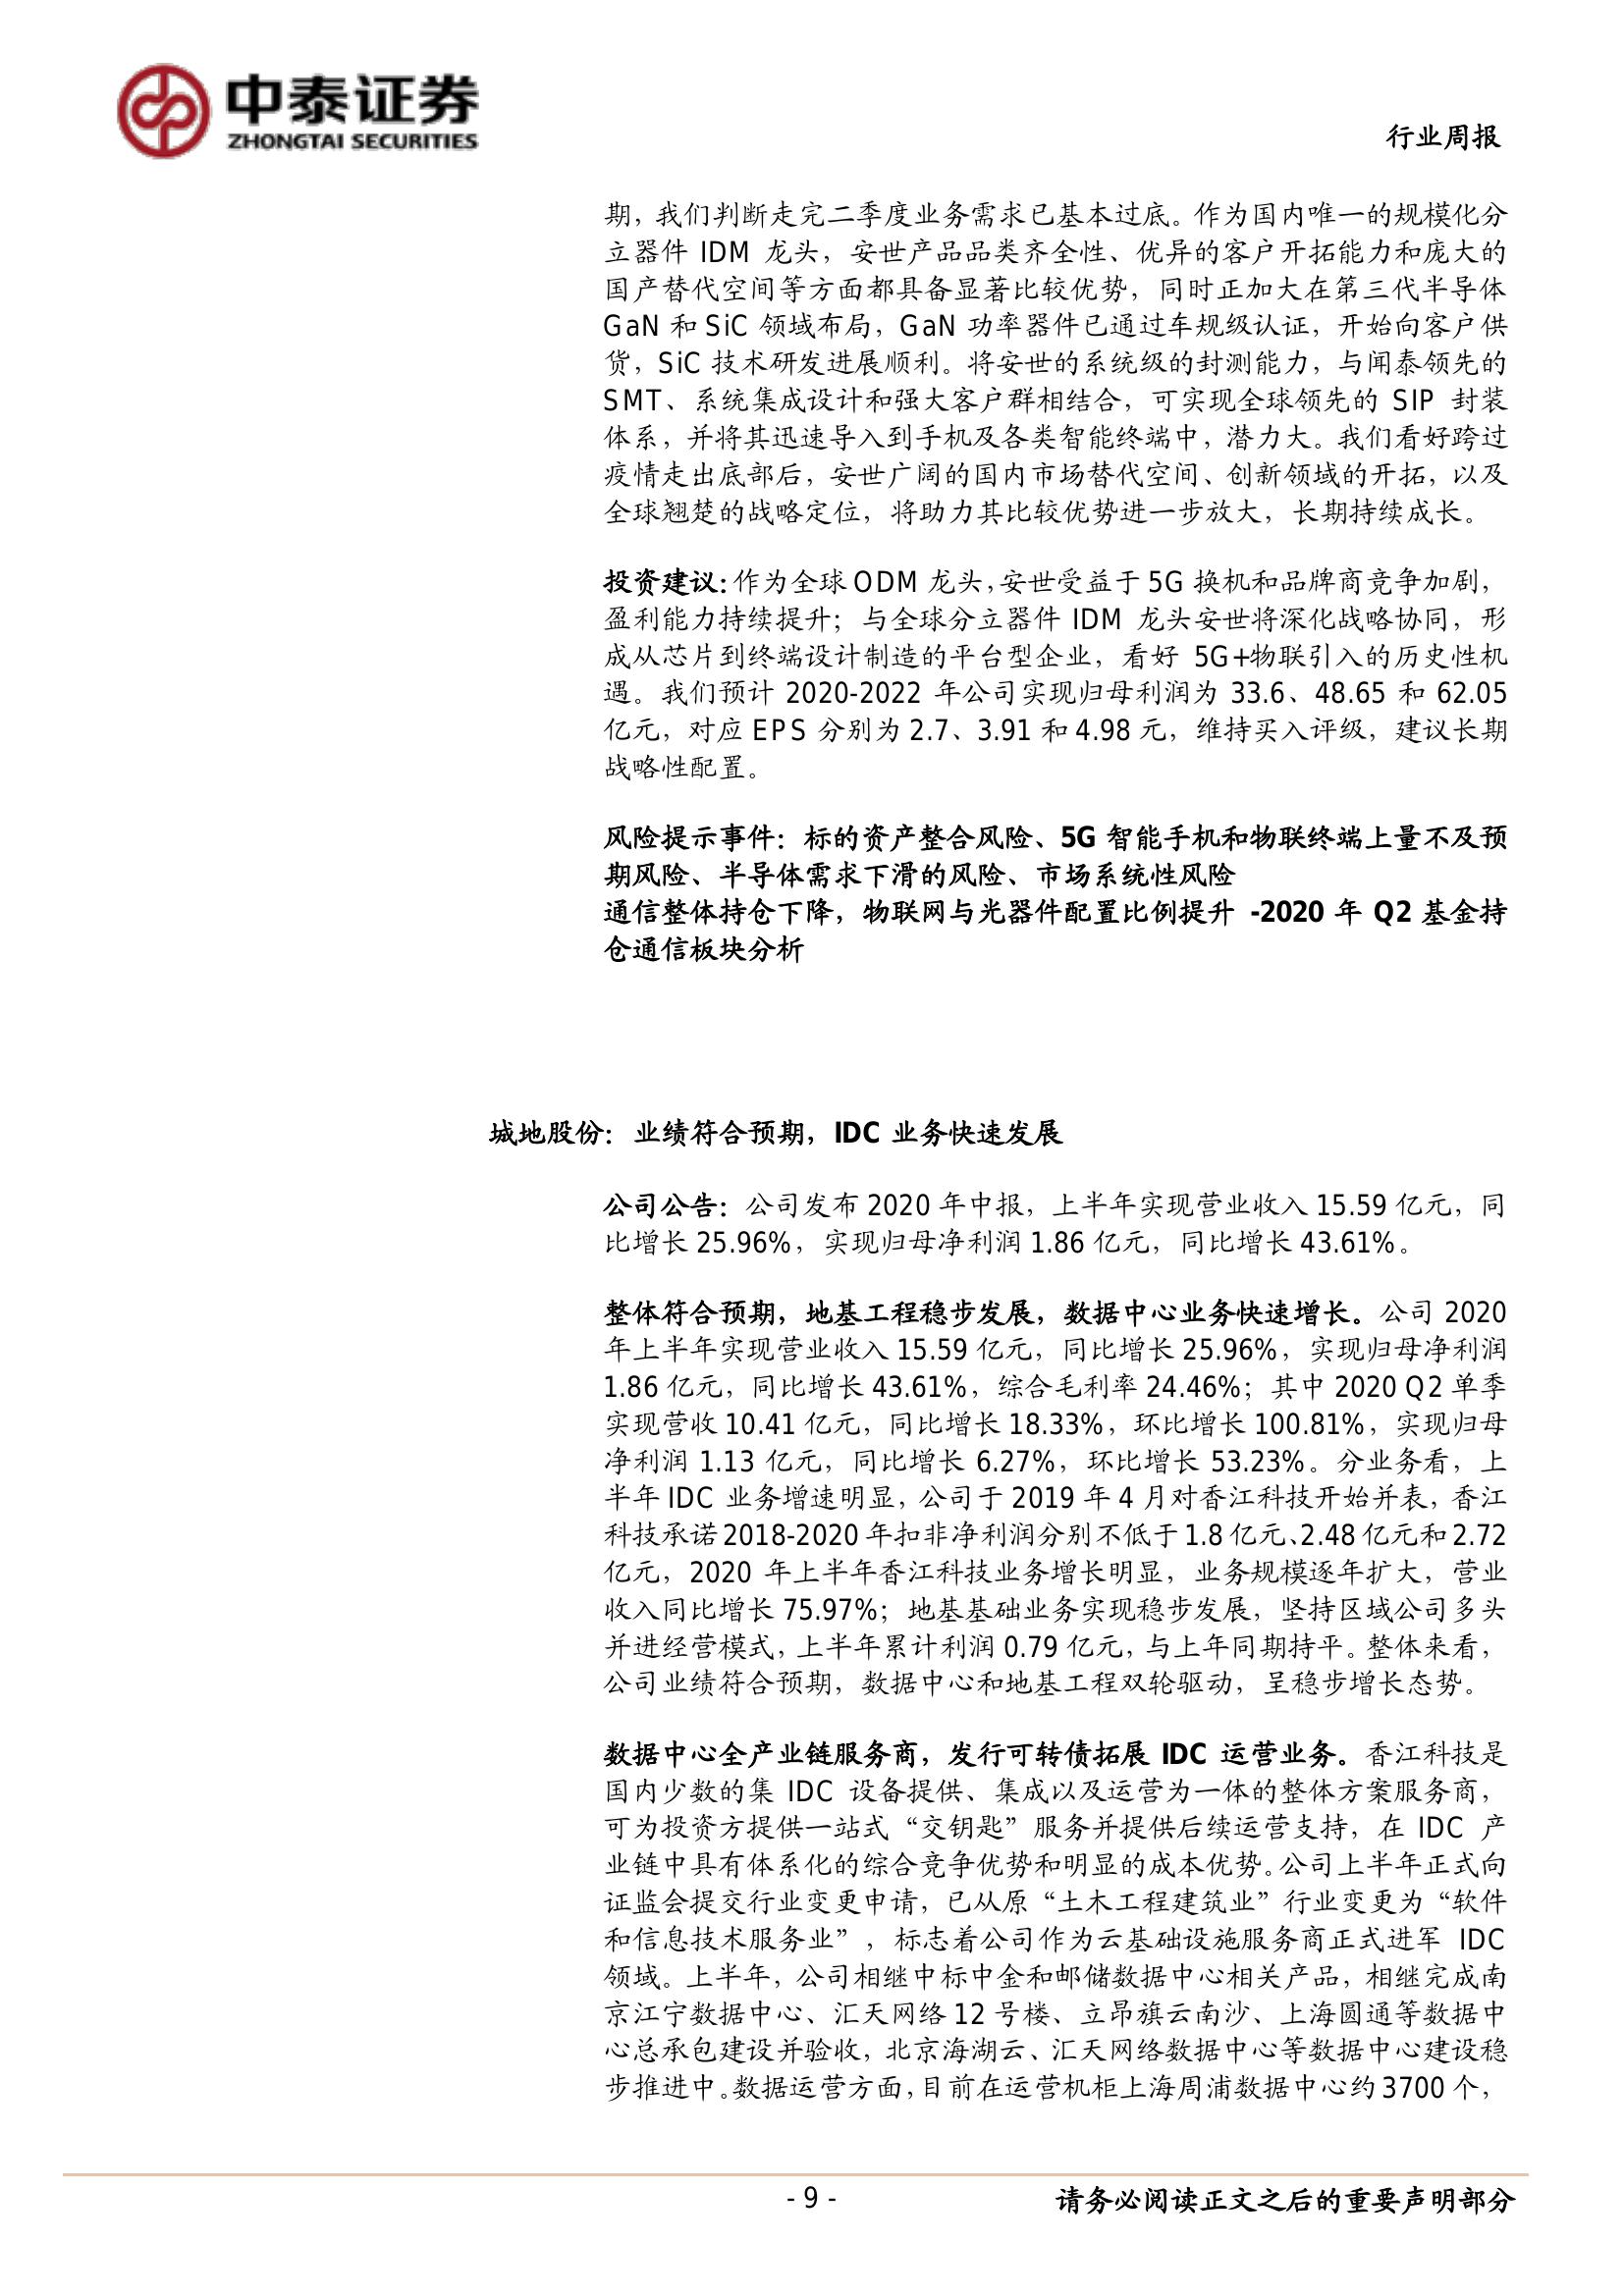 中泰证券
ZHONGTAI SECURITIES
行业周报
期，我们判断走完二季度业务需求已基本过底。作为国内唯一的规模化分
立器件 IDM 龙头，安世产品品类齐全性、优异的客户开拓能力和庞大的
国产替代空间等方面都具备显著比较优势，同时正加大在第三代半导体
GaN 和 SiC 领域布局，GaN 功率器件已通过车规级认证，开始向客户供
货，SiC 技术研发进展顺利。将安世的系统级的封测能力，与闻泰领先的
SMT、系统集成设计和强大客户群相结合，可实现全球领先的 SIP 封装
体系，并将其迅速导入到手机及各类智能终端中，潜力大。我们看好跨过
疫情走出底部后，安世广阔的国内市场替代空间、创新领域的开拓，以及
全球翘楚的战略定位，将助力其比较优势进一步放大，长期持续成长。
投资建议：作为全球 ODM 龙头，安世受益于 5G 换机和品牌商竞争加剧，
盈利能力持续提升；与全球分立器件 IDM 龙头安世将深化战略协同，形
成从芯片到终端设计制造的平台型企业，看好 5G+物联引入的历史性机
遇。我们预计 2020-2022 年公司实现归母利润为 33.6、48.65 和 62.05
亿元，对应 EPS 分别为 2.7、3.91 和 4.98 元，维持买入评级，建议长期
战略性配置。
风险提示事件：标的资产整合风险、5G 智能手机和物联终端上量不及预
期风险、半导体需求下滑的风险、市场系统性风险
通信整体持仓下降，物联网与光器件配置比例提升 -2020 年 Q2 基金持
仓通信板块分析
城地股份：业绩符合预期，IDC 业务快速发展
公司公告：公司发布 2020 年中报，上半年实现营业收入 15.59 亿元，同
比增长 25.96%，实现归母净利润 1.86 亿元，同比增长 43.61%。
整体符合预期，地基工程稳步发展，数据中心业务快速增长。公司 2020
年上半年实现营业收入 15.59 亿元，同比增长 25.96%，实现归母净利润
1.86 亿元，同比增长 43.61%，综合毛利率 24.46%；其中 2020 Q2 单季
实现营收 10.41 亿元，同比增长 18.33%，环比增长 100.81%，实现归母
净利润 1.13 亿元，同比增长 6.27%，环比增长 53.23%。分业务看，上
半年 IDC 业务增速明显，公司于 2019 年 4 月对香江科技开始并表，香江
科技承诺 2018-2020 年扣非净利润分别不低于 1.8 亿元、2.48 亿元和 2.72
亿元，2020 年上半年香江科技业务增长明显，业务规模逐年扩大，营业
收入同比增长 75.97%；地基基础业务实现稳步发展，坚持区域公司多头
并进经营模式，上半年累计利润 0.79 亿元，与上年同期持平。整体来看，
公司业绩符合预期，数据中心和地基工程双轮驱动，呈稳步增长态势。
数据中心全产业链服务商，发行可转债拓展 IDC 运营业务。香江科技是
国内少数的集 IDC 设备提供、集成以及运营为一体的整体方案服务商，
可为投资方提供一站式“交钥匙”服务并提供后续运营支持，在 IDC 产
业链中具有体系化的综合竞争优势和明显的成本优势。公司上半年正式向
证监会提交行业变更申请，已从原“土木工程建筑业”行业变更为“软件
和信息技术服务业”，标志着公司作为云基础设施服务商正式进军 IDC
领域。上半年，公司相继中标中金和邮储数据中心相关产品，相继完成南
京江宁数据中心、汇天网络 12 号楼、立昂旗云南沙、上海圆通等数据中
心总承包建设并验收，北京海湖云、汇天网络数据中心等数据中心建设稳
步推进中。数据运营方面，目前在运营机柜上海周浦数据中心约 3700 个，
- 9 -
请务必阅读正文之后的重要声明部分